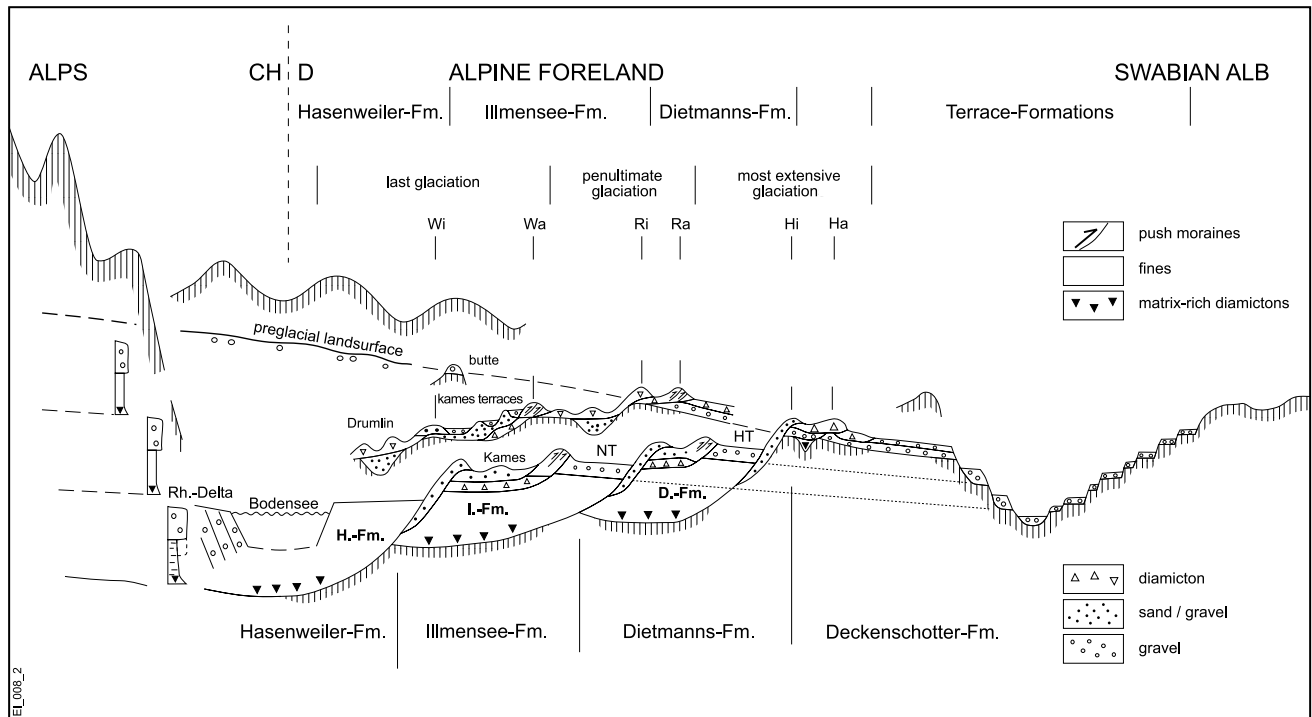 ALPS
CH D
ALPINE FORELAND
SWABIAN ALB
Hasenweiler-Fm.
Illmensee-Fm.
Dietmanns-Fm.
Terrace-Formations
last glaciation
penultimate
glaciation
most extensive
glaciation
Wi
Wa
Ri
Ra
Hi
Ha
push moraines
fines
matrix-rich diamictons
preglacial landsurface
butte
kames terraces
Drumlin
Kames
NT
HT
Rh.-Delta
Bodensee
H.-Fm.
I.-Fm.
D.-Fm.
diamicton
sand / gravel
gravel
Hasenweiler-Fm.
Illmensee-Fm.
Dietmanns-Fm.
Deckenschotter-Fm.
EI_008_2